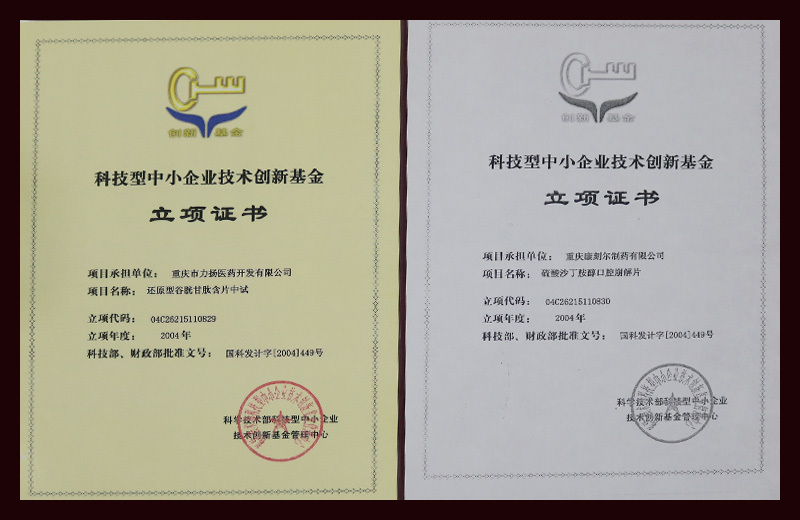 创新 基金
科技型中小企业技术创新基金
立项证书
项目承担单位： 重庆市力扬医药开发有限公司
项目名称： 还原型谷胱甘肽含片中试
立项代码： 04C26215110829
立项年度： 2004年
科技部、财政部批准文号： 国科发计字[2004]449号
科学技术部科技型中小企业
技术创新基金管理中心
创新 基金
科技型中小企业技术创新基金
立项证书
项目承担单位： 重庆康刻尔制药有限公司
项目名称： 硫酸沙丁胺醇口腔崩解片
立项代码： 04C26215110830
立项年度： 2004年
科技部、财政部批准文号： 国科发计字[2004]449号
科学技术部科技型中小企业
技术创新基金管理中心